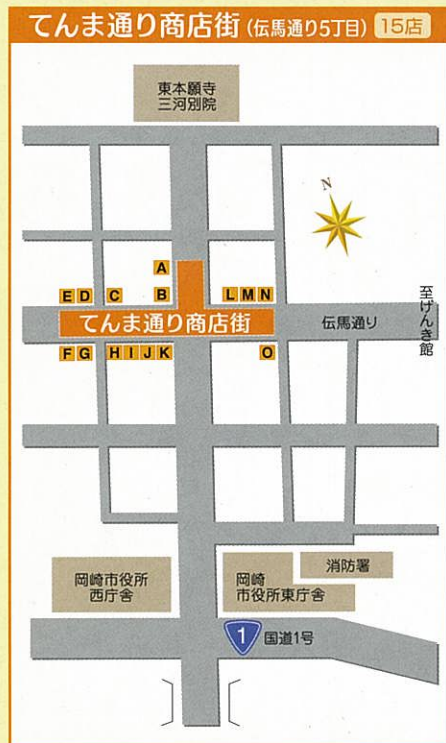 てんま通り商店街 (伝馬通り5丁目) 15店
東本願寺
三河別院
N
A
E D C B L M N
てんま通り商店街
伝馬通り
至げんき館
F G H I J K O
岡崎市役所
西庁舎
岡崎
市役所東庁舎
消防署
1 国道1号